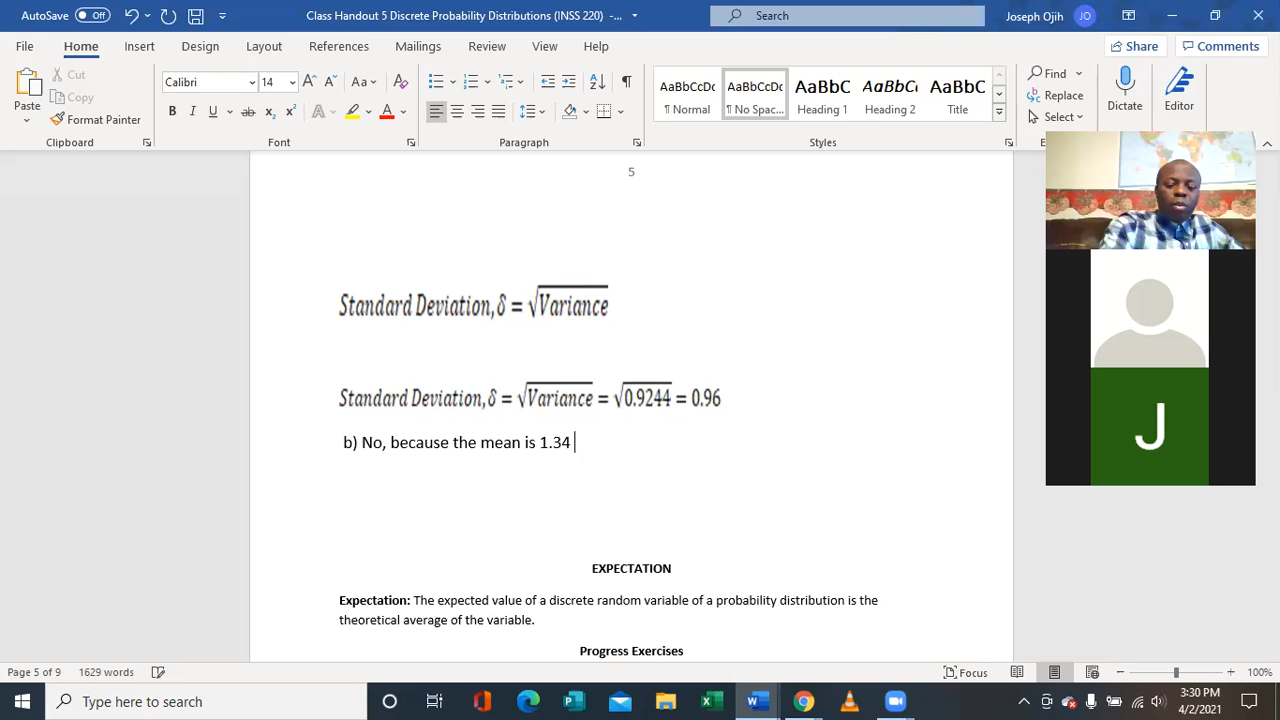 AutoSave Off Class Handout 5 Discrete Probability Distributions (INSS 220) -... Search Joseph Ojih JO
File Home Insert Design Layout References Mailings Review View Help Share Comments
Paste Cut Copy Format Painter
Calibri 14 Aa
B I U ab x₂ x² A A
AaBbCcDc AaBbCcDc AaBbC AaBbCcC AaBbC
¶ Normal ¶ No Spac... Heading 1 Heading 2 Title
Find Replace Select Dictate Editor
Clipboard Font Paragraph Styles
5
Standard Deviation, δ = √Variance
Standard Deviation, δ = √Variance = √0.9244 = 0.96
b) No, because the mean is 1.34
J
EXPECTATION
Expectation: The expected value of a discrete random variable of a probability distribution is the
theoretical average of the variable.
Progress Exercises
Page 5 of 9 1629 words Focus 100%
Type here to search 3:30 PM
4/2/2021